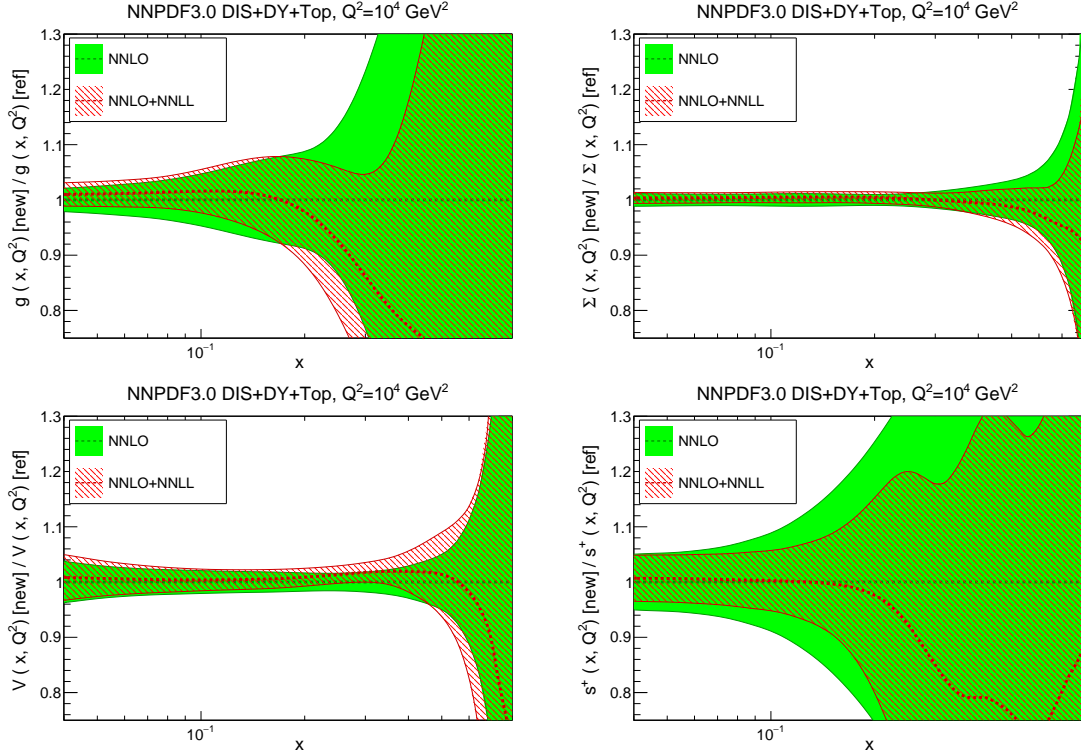 NNPDF3.0 DIS+DY+Top, Q²=10⁴ GeV²
g ( x, Q²) [new] / g ( x, Q²) [ref]
1.3
1.2
1.1
1
0.9
0.8
NNLO
NNLO+NNLL
10⁻¹
x
NNPDF3.0 DIS+DY+Top, Q²=10⁴ GeV²
Σ ( x, Q²) [new] / Σ ( x, Q²) [ref]
1.3
1.2
1.1
1
0.9
0.8
NNLO
NNLO+NNLL
10⁻¹
x
NNPDF3.0 DIS+DY+Top, Q²=10⁴ GeV²
V ( x, Q²) [new] / V ( x, Q²) [ref]
1.3
1.2
1.1
1
0.9
0.8
NNLO
NNLO+NNLL
10⁻¹
x
NNPDF3.0 DIS+DY+Top, Q²=10⁴ GeV²
s⁺ ( x, Q²) [new] / s⁺ ( x, Q²) [ref]
1.3
1.2
1.1
1
0.9
0.8
NNLO
NNLO+NNLL
10⁻¹
x